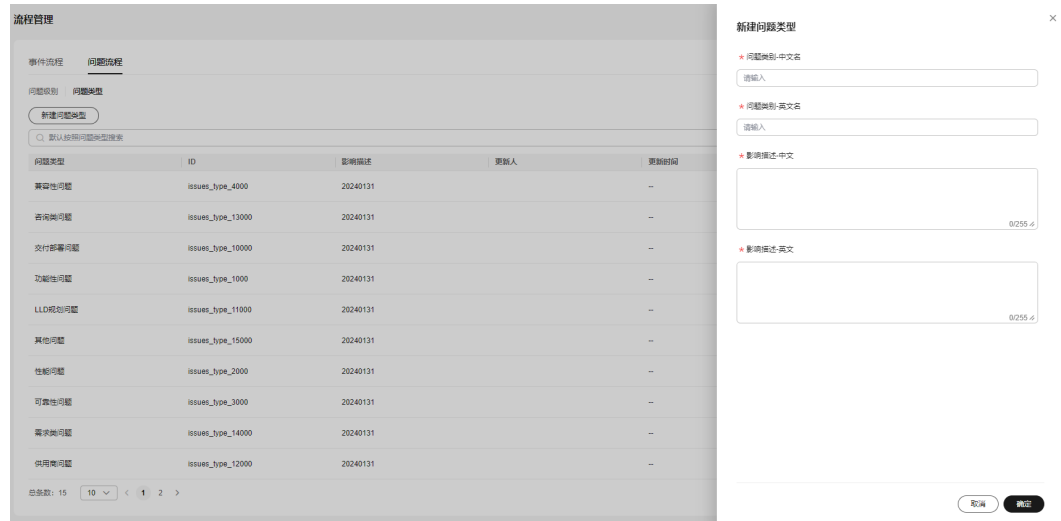 流程管理
事件流程 问题流程
问题级别 问题类型
新建问题类型
默认按照问题类型搜索
问题类型 ID 影响描述 更新人 更新时间
兼容性问题 issues_type_4000 20240131 --
咨询类问题 issues_type_13000 20240131 --
交付部署问题 issues_type_10000 20240131 --
功能性问题 issues_type_1000 20240131 --
LLD规划问题 issues_type_11000 20240131 --
其他问题 issues_type_15000 20240131 --
性能问题 issues_type_2000 20240131 --
可靠性问题 issues_type_3000 20240131 --
需求类问题 issues_type_14000 20240131 --
供用商问题 issues_type_12000 20240131 --
总条数: 15 10 < 1 2 >
新建问题类型
* 问题类别-中文名
请输入
* 问题类别-英文名
请输入
* 影响描述-中文
0/255
* 影响描述-英文
0/255
取消 确定